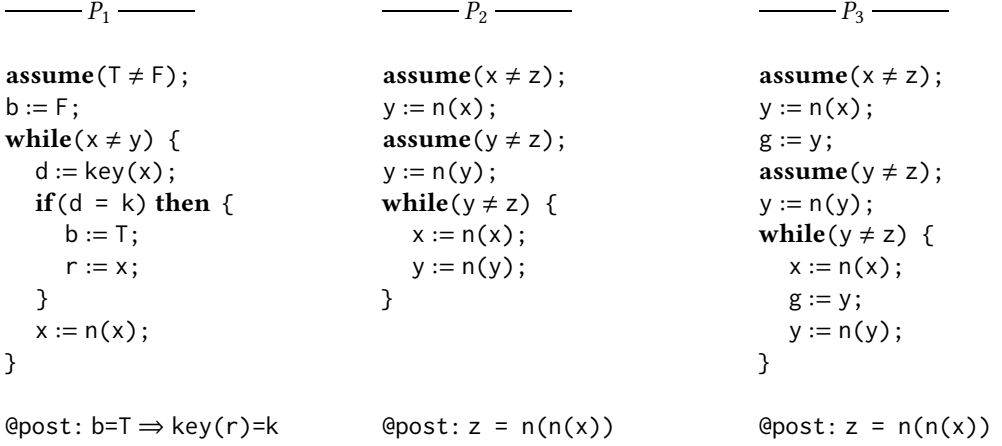 P1
assume(T ≠ F);
b := F;
while(x ≠ y) {
d := key(x);
if(d = k) then {
b := T;
r := x;
}
x := n(x);
}
@post: b=T ⇒ key(r)=k
P2
assume(x ≠ z);
y := n(x);
assume(y ≠ z);
y := n(y);
while(y ≠ z) {
x := n(x);
y := n(y);
}
@post: z = n(n(x))
P3
assume(x ≠ z);
y := n(x);
g := y;
assume(y ≠ z);
y := n(y);
while(y ≠ z) {
x := n(x);
g := y;
y := n(y);
}
@post: z = n(n(x))